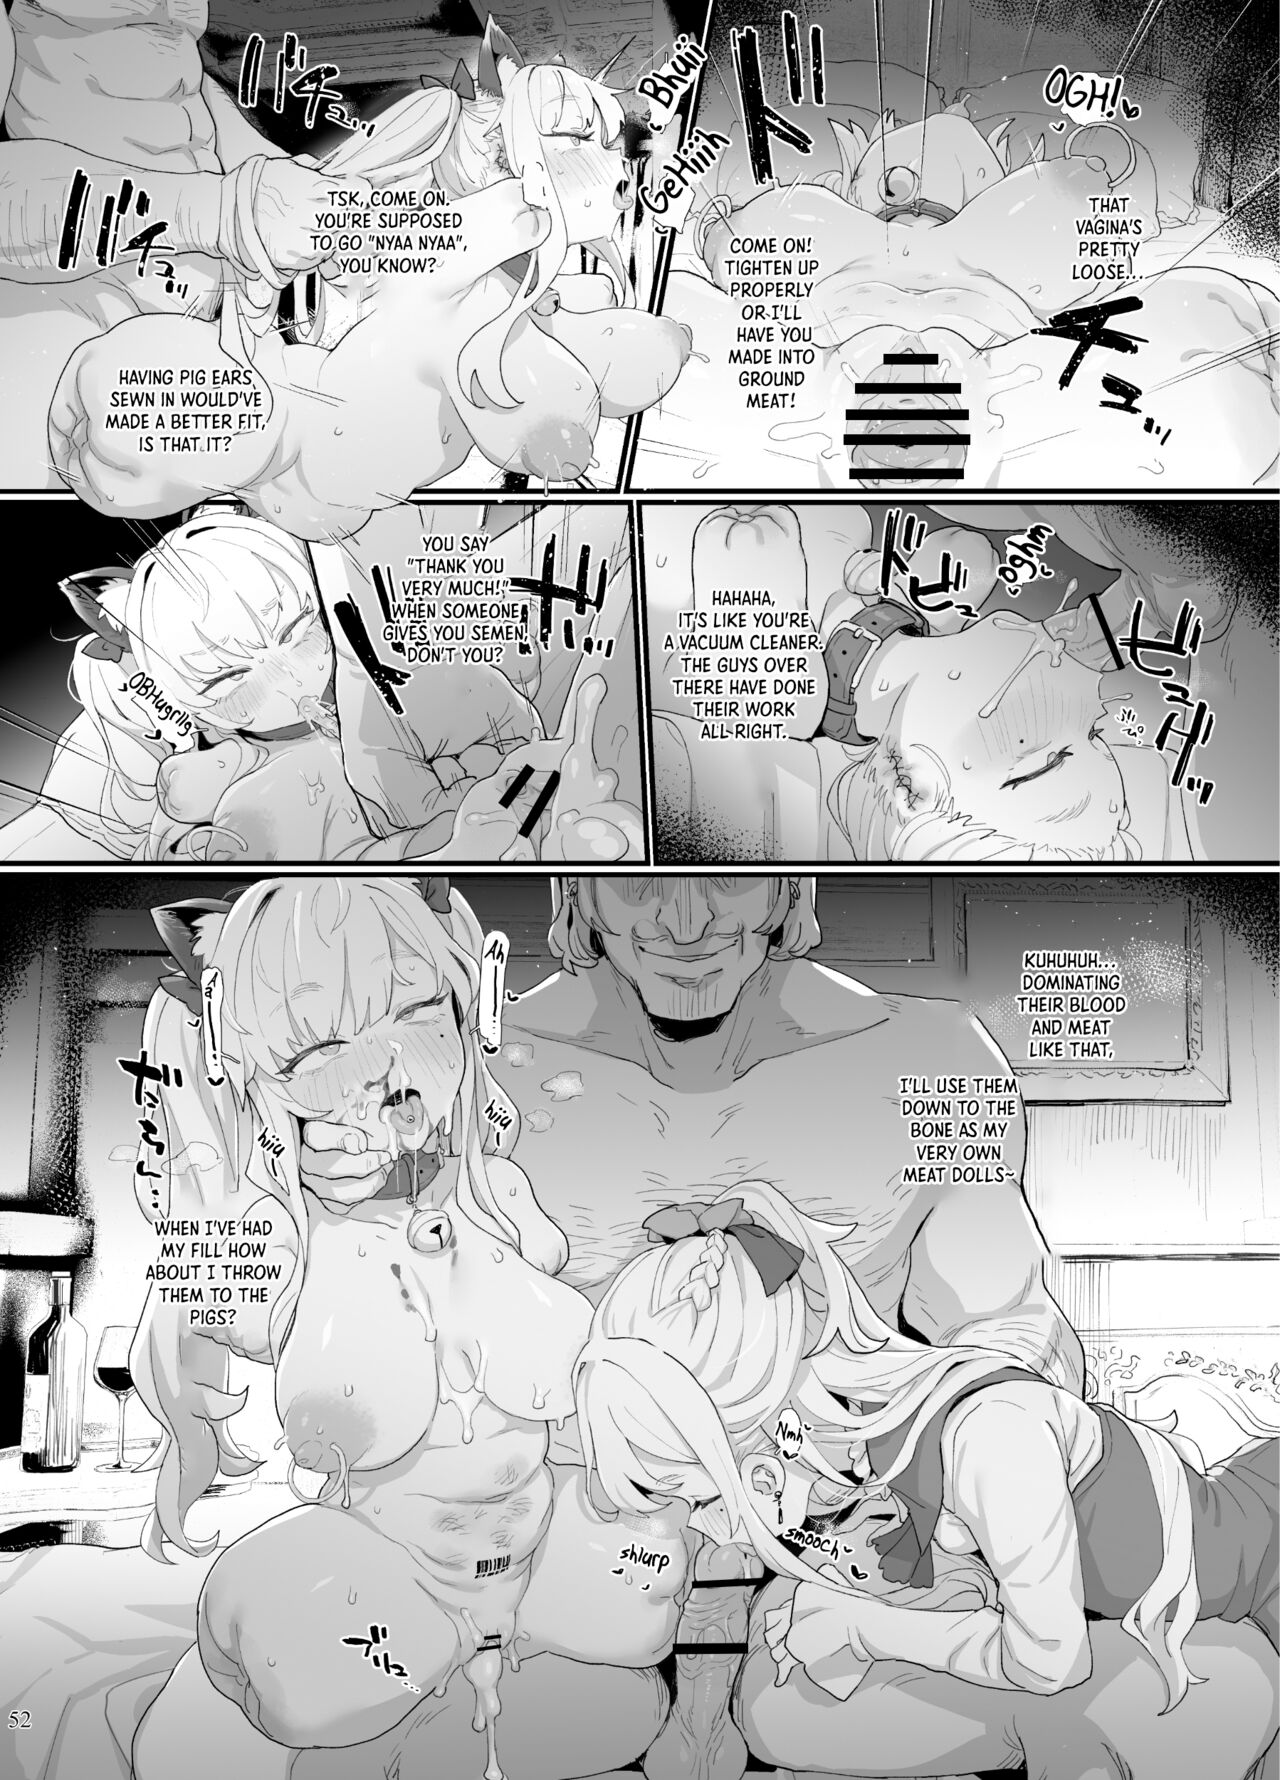 OGH!
THAT
VAGINA'S
PRETTY
LOOSE...
COME ON!
TIGHTEN UP
PROPERLY
OR I'LL
HAVE YOU
MADE INTO
GROUND
MEAT!
Bhuii
GeHiiih
TSK, COME ON.
YOU'RE SUPPOSED
TO GO "NYAA NYAA",
YOU KNOW?
HAVING PIG EARS
SEWN IN WOULD'VE
MADE A BETTER FIT,
IS THAT IT?
Oghm
HAHAHA,
IT'S LIKE YOU'RE
A VACUUM CLEANER.
THE GUYS OVER
THERE HAVE DONE
THEIR WORK
ALL RIGHT.
YOU SAY
"THANK YOU
VERY MUCH!"
WHEN SOMEONE
GIVES YOU SEMEN,
DON'T YOU?
OBHugrllg
KUHUHUH...
DOMINATING
THEIR BLOOD
AND MEAT
LIKE THAT,
I'LL USE THEM
DOWN TO THE
BONE AS MY
VERY OWN
MEAT DOLLS~
Ah
hiiu
hiiu
WHEN I'VE HAD
MY FILL HOW
ABOUT I THROW
THEM TO THE
PIGS?
Nmh
smooch
shlurp
52